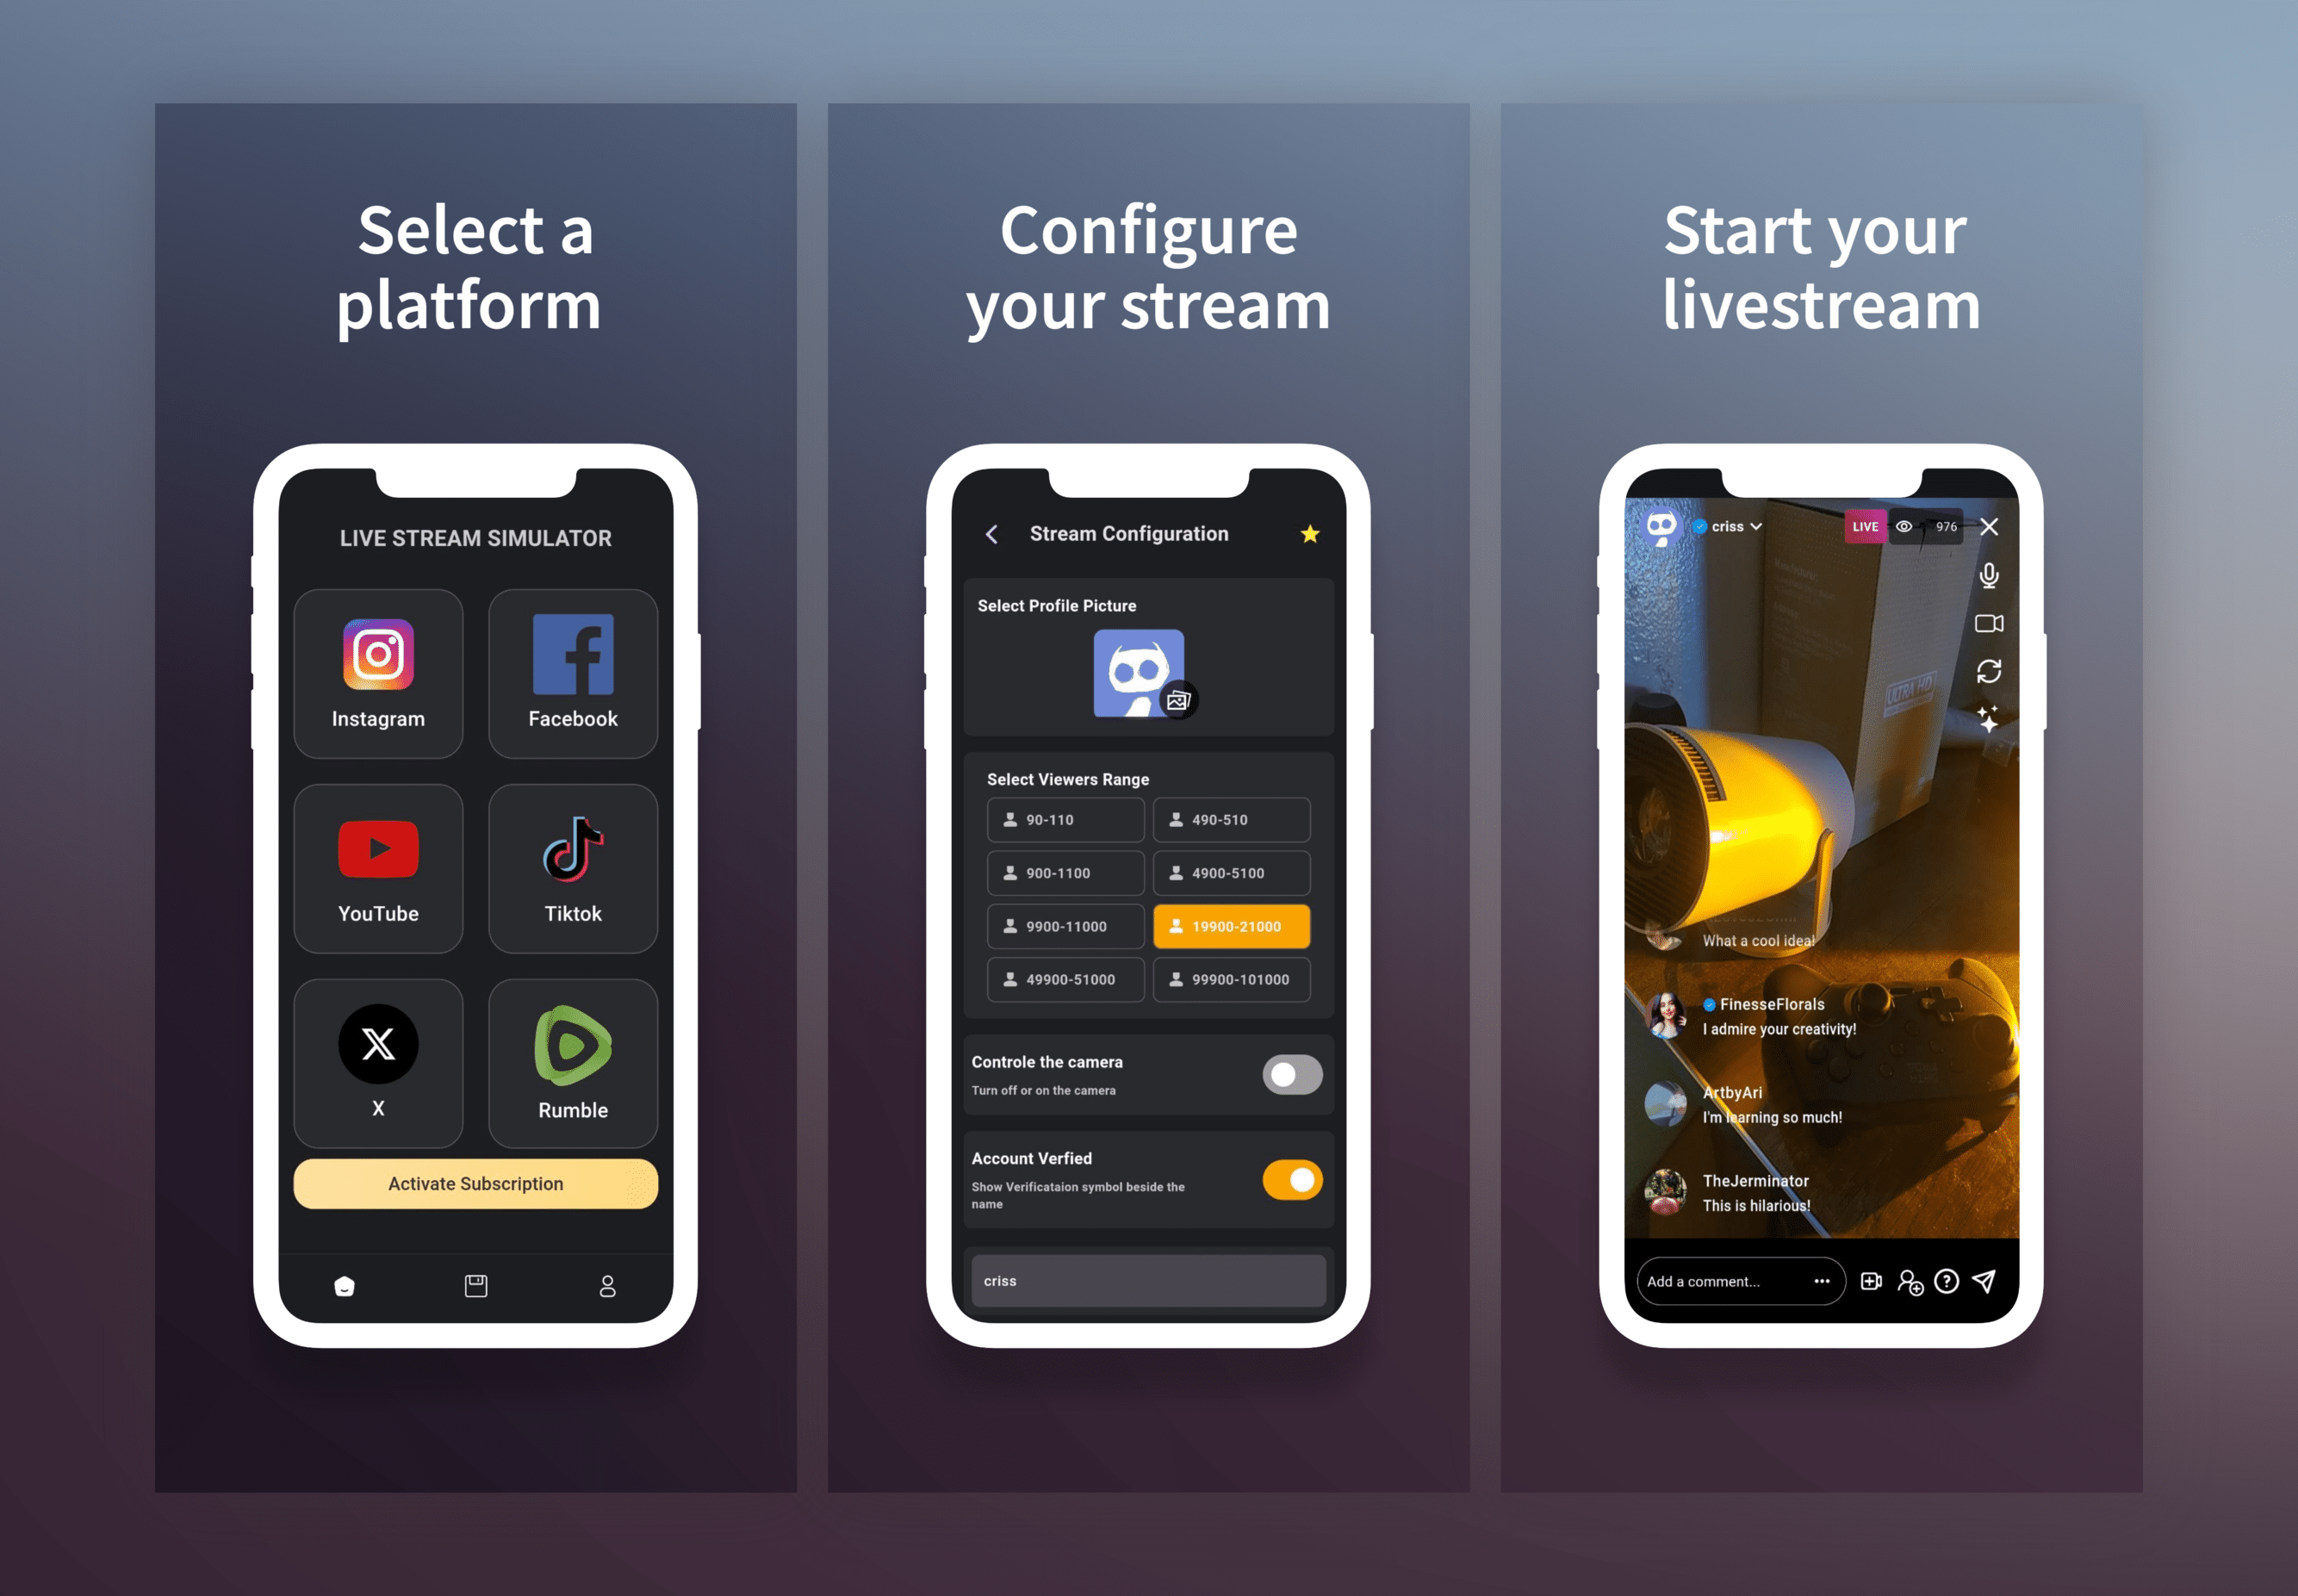 Select a
platform
LIVE STREAM SIMULATOR
Instagram
Facebook
YouTube
Tiktok
X
Rumble
Activate Subscription
Configure
your stream
Stream Configuration
Select Profile Picture
Select Viewers Range
90-110
490-510
900-1100
4900-5100
9900-11000
19900-21000
49900-51000
99900-101000
Controle the camera
Turn off or on the camera
Account Verfied
Show Verificataion symbol beside the
name
criss
Start your
livestream
criss
LIVE
976
ULTRA HD
What a cool idea!
FinesseFlorals
I admire your creativity!
ArtbyAri
I'm learning so much!
TheJerminator
This is hilarious!
Add a comment...